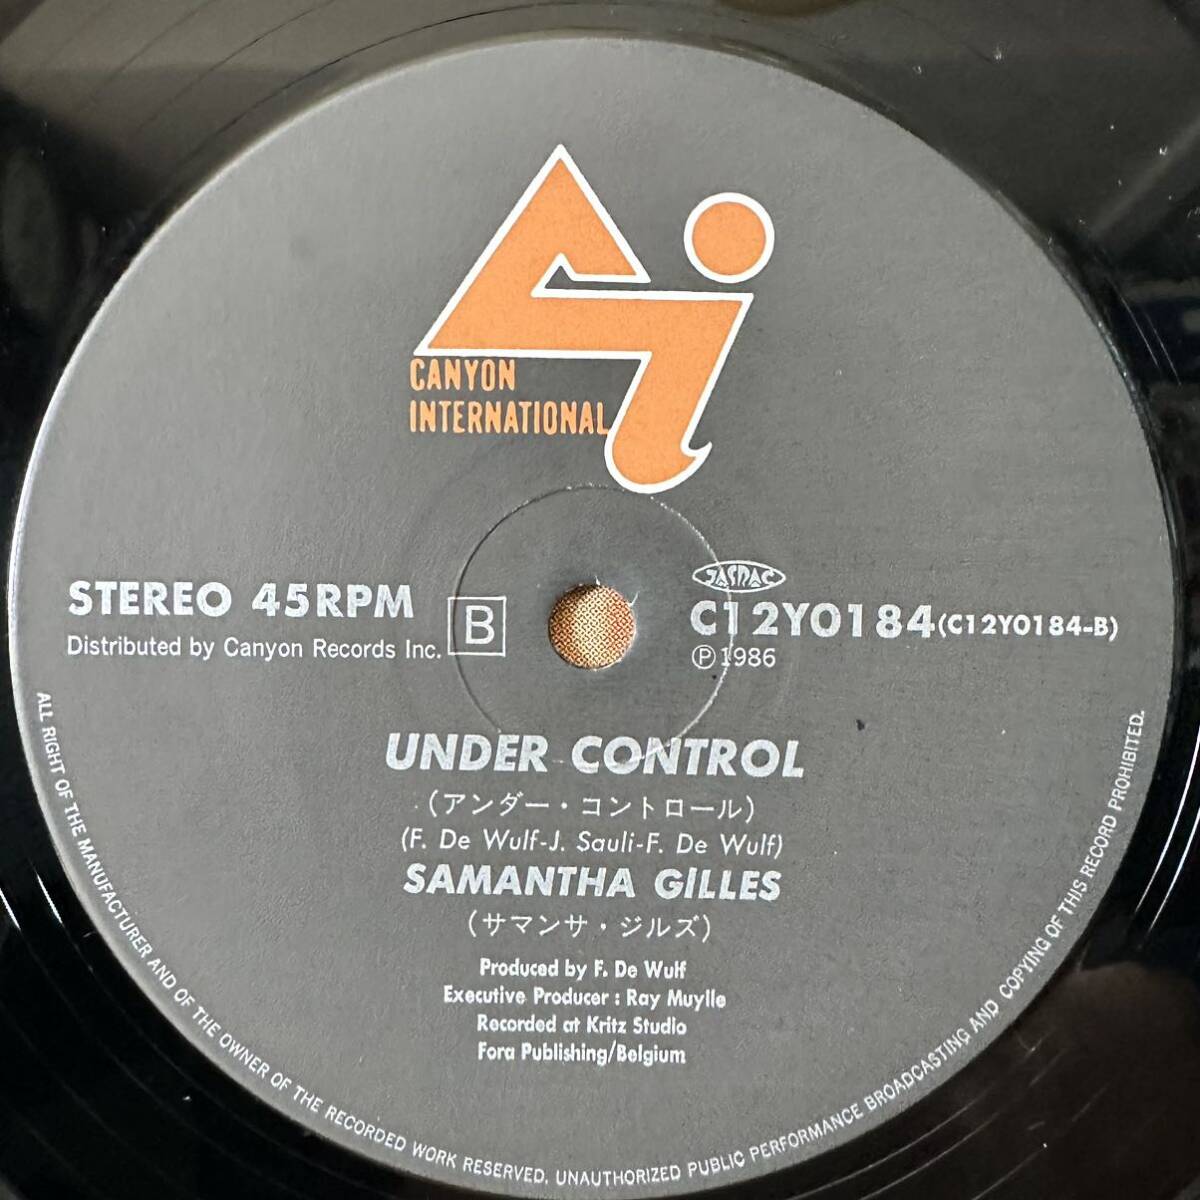 CANYON
INTERNATIONAL
STEREO 45RPM
Distributed by Canyon Records Inc.
B
JASRAC
C12Y0184(C12Y0184-B)
Ⓟ1986
UNDER CONTROL
(アンダー・コントロール)
(F. De Wulf-J. Sauli-F. De Wulf)
SAMANTHA GILLES
(サマンサ・ジルズ)
Produced by F. De Wulf
Executive Producer : Ray Muylle
Recorded at Kritz Studio
Fora Publishing/Belgium
ALL RIGHT OF THE MANUFACTURER AND OF THE OWNER OF THE RECORDED WORK RESERVED. UNAUTHORIZED PUBLIC PERFORMANCE BROADCASTING AND COPYING OF THIS RECORD PROHIBITED.